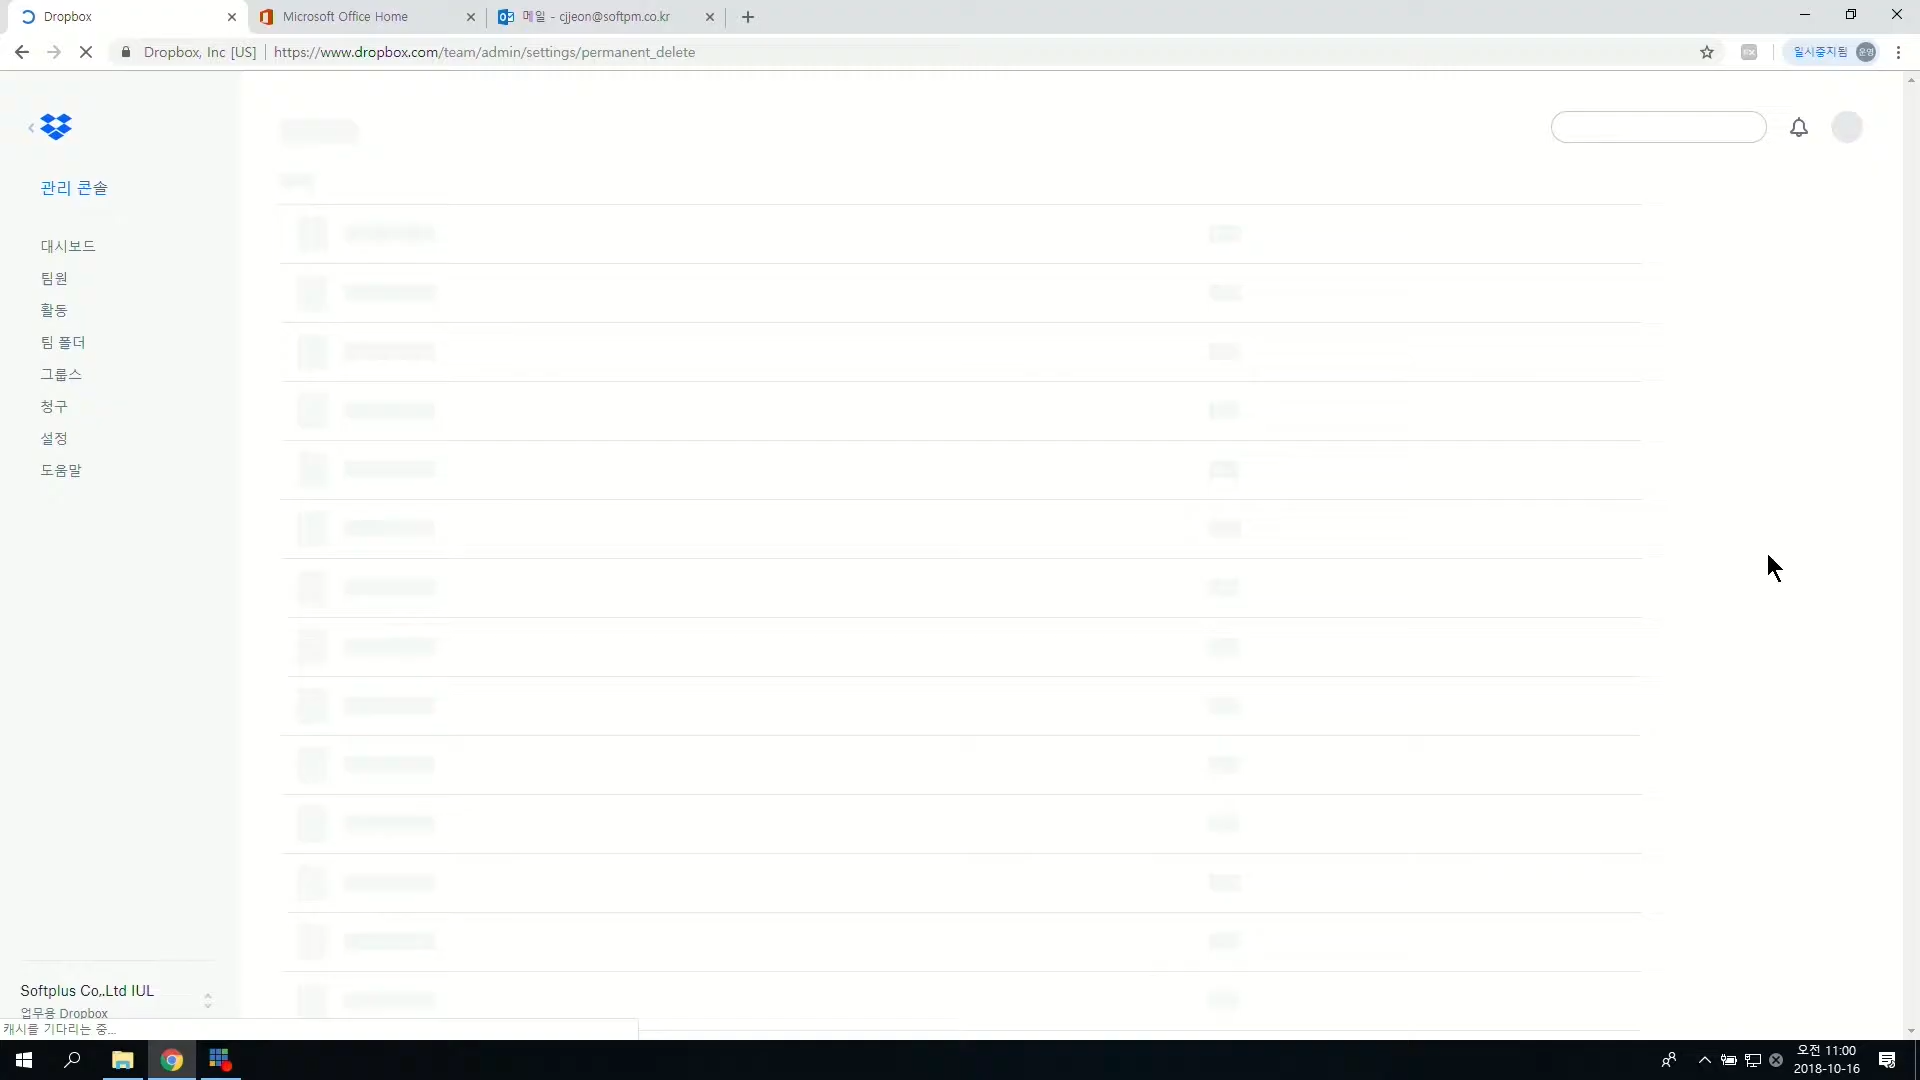 Dropbox
Microsoft Office Home
메일 - cjjeon@softpm.co.kr
Dropbox, Inc [US]
https://www.dropbox.com/team/admin/settings/permanent_delete
일시중지됨
운영
관리 콘솔
대시보드
팀원
활동
팀 폴더
그룹스
청구
설정
도움말
Softplus Co,.Ltd IUL
업무용 Dropbox
캐시를 기다리는 중...
오전 11:00
2018-10-16